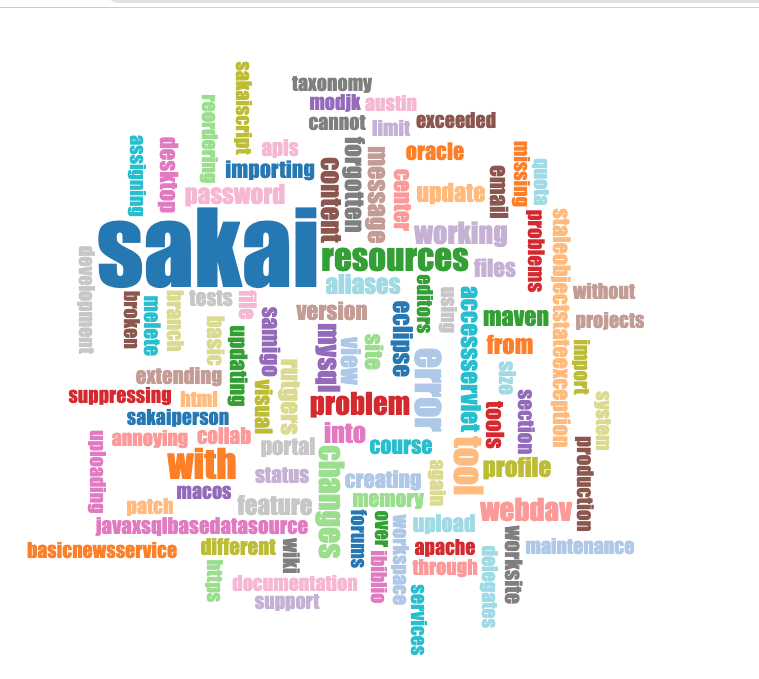 sakaiscript
taxonomy
modjk
austin
reordering
cannot
limit
exceeded
assigning
desktop
apis
forgotten
message
oracle
missing
quota
importing
content
center
email
password
update
sakai
working
problems
staleobjectstateexception
development
resources
files
aliases
editors
without
broken
melete
branch
tests
file
version
eclipse
using
accessservlet
maven
projects
samigo
basic
updating
mysql
view
site
error
from
import
extending
visual
rutgers
size
suppressing
html
problem
tools
section
system
sakaiperson
annoying
collab
portal
into
course
tool
uploading
with
changes
status
creating
again
profile
production
macos
patch
feature
memory
webdav
javaxsqlbasedatasource
forums
over
workspace
upload
worksite
basicnewsservice
different
wiki
ibiblio
apache
delegates
maintenance
https
through
documentation
support
services